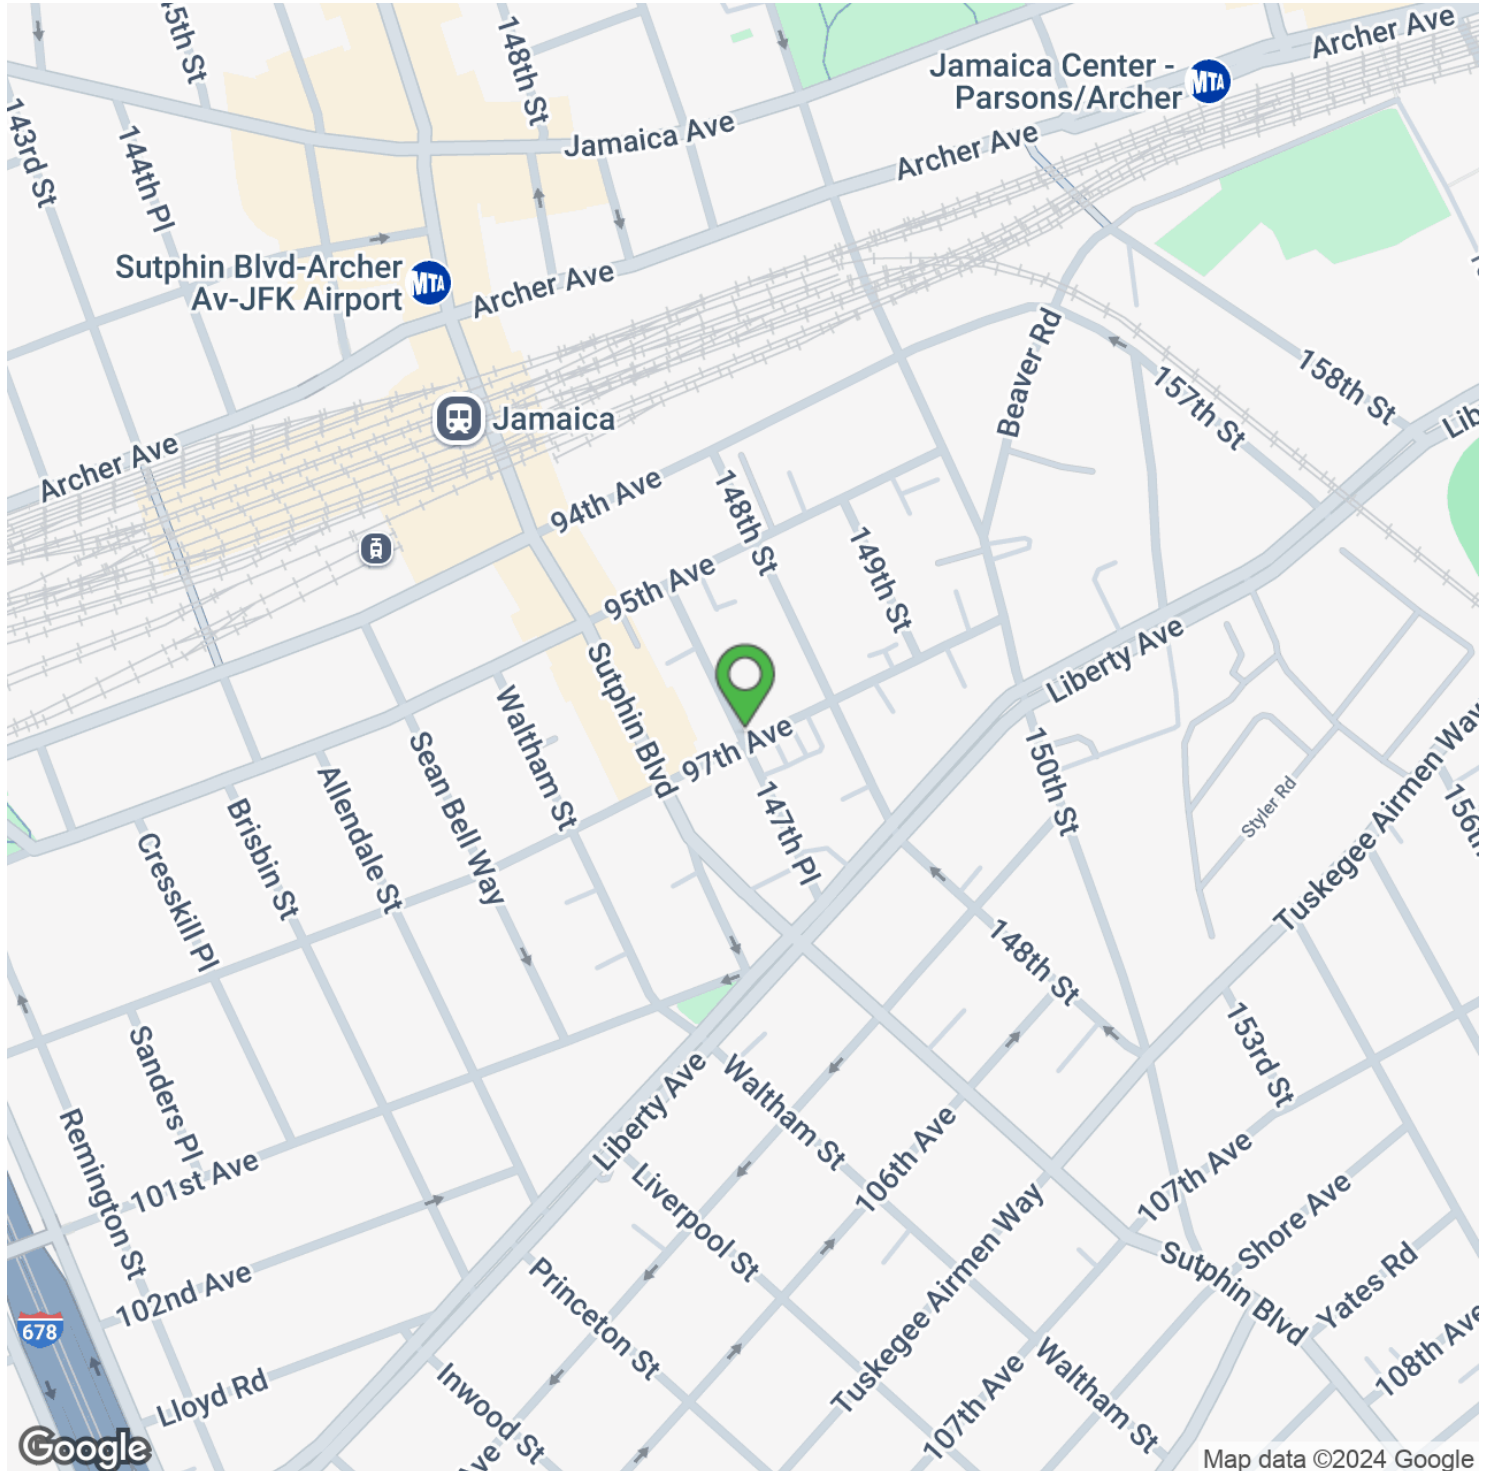 45th St
148th St
Archer Ave
Jamaica Center -
Parsons/Archer
MTA
143rd St
144th Pl
Jamaica Ave
Archer Ave
Sutphin Blvd-Archer
Av-JFK Airport
MTA
Archer Ave
Beaver Rd
158th St
157th St
Jamaica
Lib
Archer Ave
94th Ave
148th St
149th St
95th Ave
Sutphin Blvd
Liberty Ave
Waltham St
97th Ave
Sean Bell Way
150th St
Allendale St
Brisbin St
147th Pl
Styler Rd
Tuskegee Airmen Way
156th
Cresskill Pl
148th St
153rd St
Sanders Pl
Liberty Ave
Waltham St
106th Ave
Remington St
101st Ave
107th Ave
Shore Ave
Liverpool St
Tuskegee Airmen Way
102nd Ave
Sutphin Blvd
Yates Rd
Princeton St
678
108th Ave
Lloyd Rd
Inwood St
107th Ave
Waltham St
Ave
Google
Map data ©2024 Google